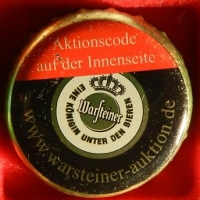 Aktionscode
auf der Innenseite
Warsteiner
EINE KÖNIGIN UNTER DEN BIEREN
www.warsteiner-auktion.de